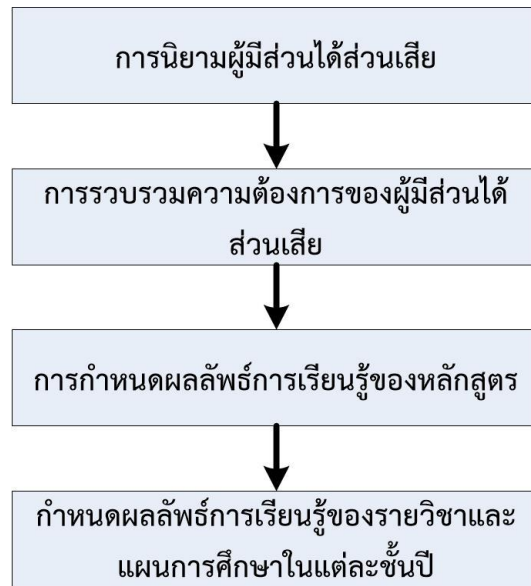 การนิยามผู้มีส่วนได้ส่วนเสีย
การรวบรวมความต้องการของผู้มีส่วนได้
ส่วนเสีย
การกำหนดผลลัพธ์การเรียนรู้ของหลักสูตร
กำหนดผลลัพธ์การเรียนรู้ของรายวิชาและ
แผนการศึกษาในแต่ละชั้นปี